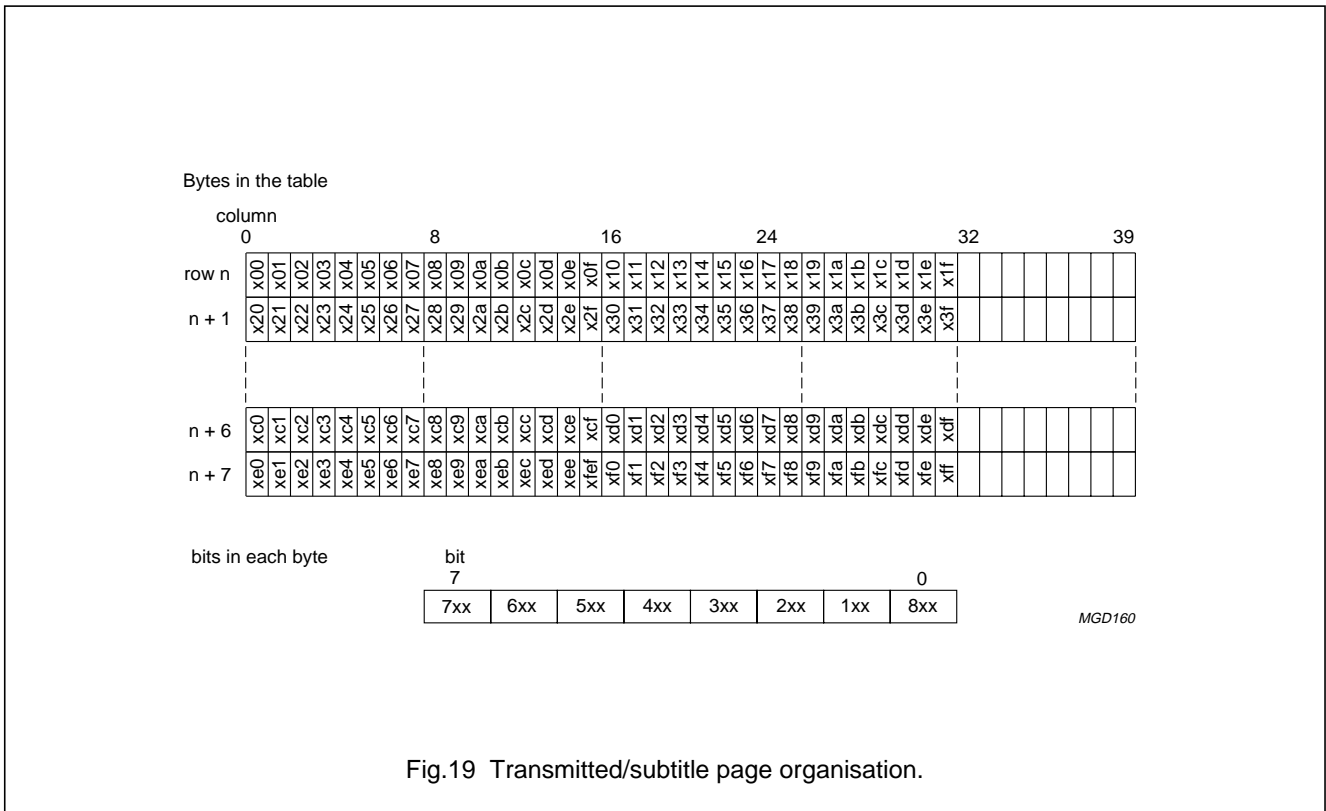 Bytes in the table
column
0 8 16 24 32 39
row n x00 x01 x02 x03 x04 x05 x06 x07 x08 x09 x0a x0b x0c x0d x0e x0f x10 x11 x12 x13 x14 x15 x16 x17 x18 x19 x1a x1b x1c x1d x1e x1f
n + 1 x20 x21 x22 x23 x24 x25 x26 x27 x28 x29 x2a x2b x2c x2d x2e x2f x30 x31 x32 x33 x34 x35 x36 x37 x38 x39 x3a x3b x3c x3d x3e x3f
n + 6 xc0 xc1 xc2 xc3 xc4 xc5 xc6 xc7 xc8 xc9 xca xcb xcc xcd xce xcf xd0 xd1 xd2 xd3 xd4 xd5 xd6 xd7 xd8 xd9 xda xdb xdc xdd xde xdf
n + 7 xe0 xe1 xe2 xe3 xe4 xe5 xe6 xe7 xe8 xe9 xea xeb xec xed xee xfef xf0 xf1 xf2 xf3 xf4 xf5 xf6 xf7 xf8 xf9 xfa xfb xfc xfd xfe xff
bits in each byte bit
7 0
7xx 6xx 5xx 4xx 3xx 2xx 1xx 8xx
MGD160
Fig.19 Transmitted/subtitle page organisation.